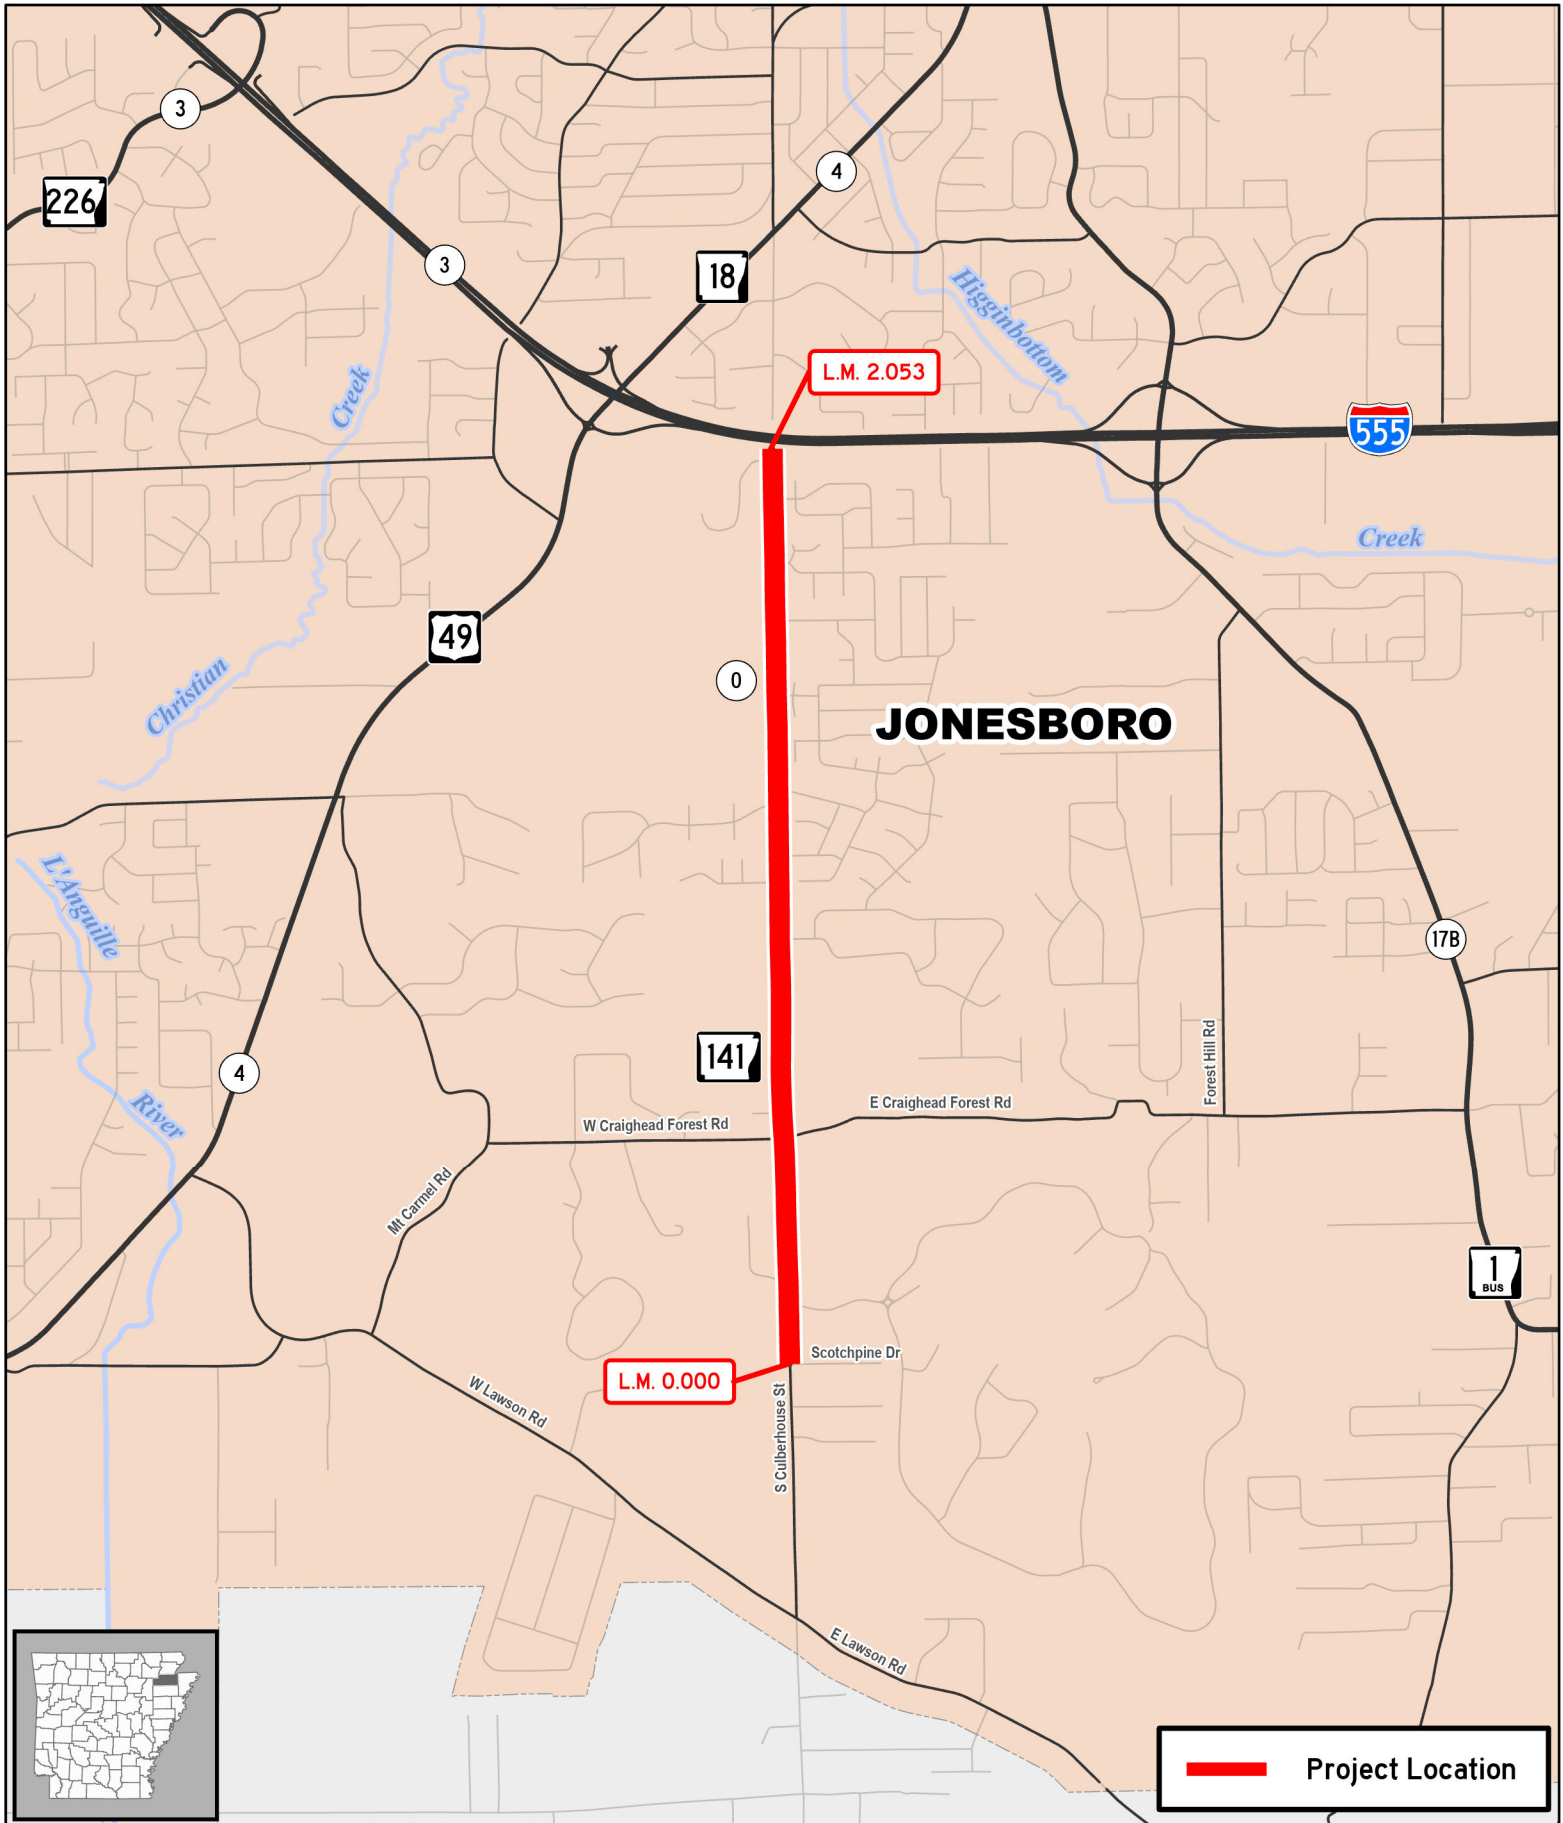 3
226
4
3
18
Higginbottom
L.M. 2.053
Creek
555
Creek
49
Christian
0
JONESBORO
L'Anguille
17B
141
Forest Hill Rd
4
E Craighead Forest Rd
River
W Craighead Forest Rd
Mt Carmel Rd
1
BUS
Scotchpine Dr
L.M. 0.000
W Lawson Rd
S Culberhouse St
E Lawson Rd
Project Location